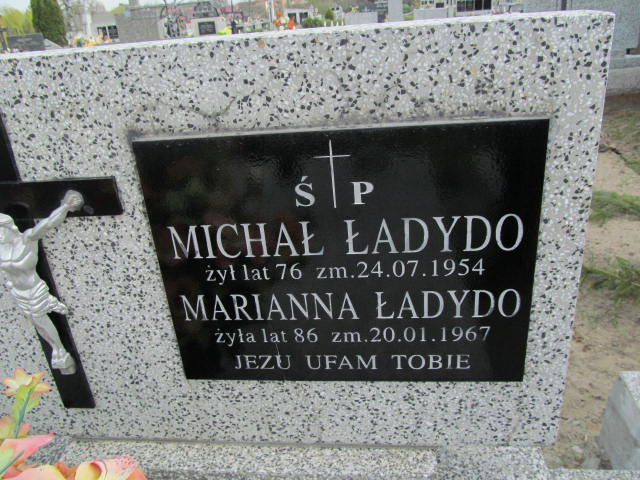 Ś P
MICHAŁ ŁADYDO
żył lat 76 zm. 24.07.1954
MARIANNA ŁADYDO
żyła lat 86 zm. 20.01.1967
JEZU UFAM TOBIE